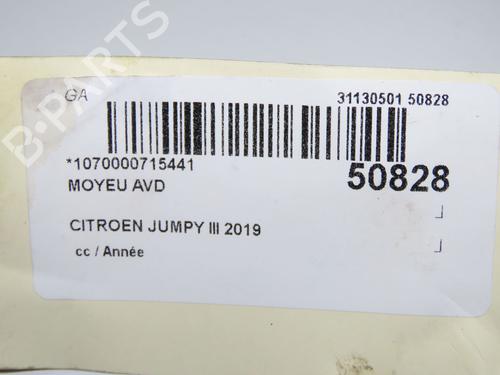 B-PARTS
GA
31130501 50828
*1070000715441
50828
MOYEU AVD
CITROEN JUMPY III 2019
cc / Année